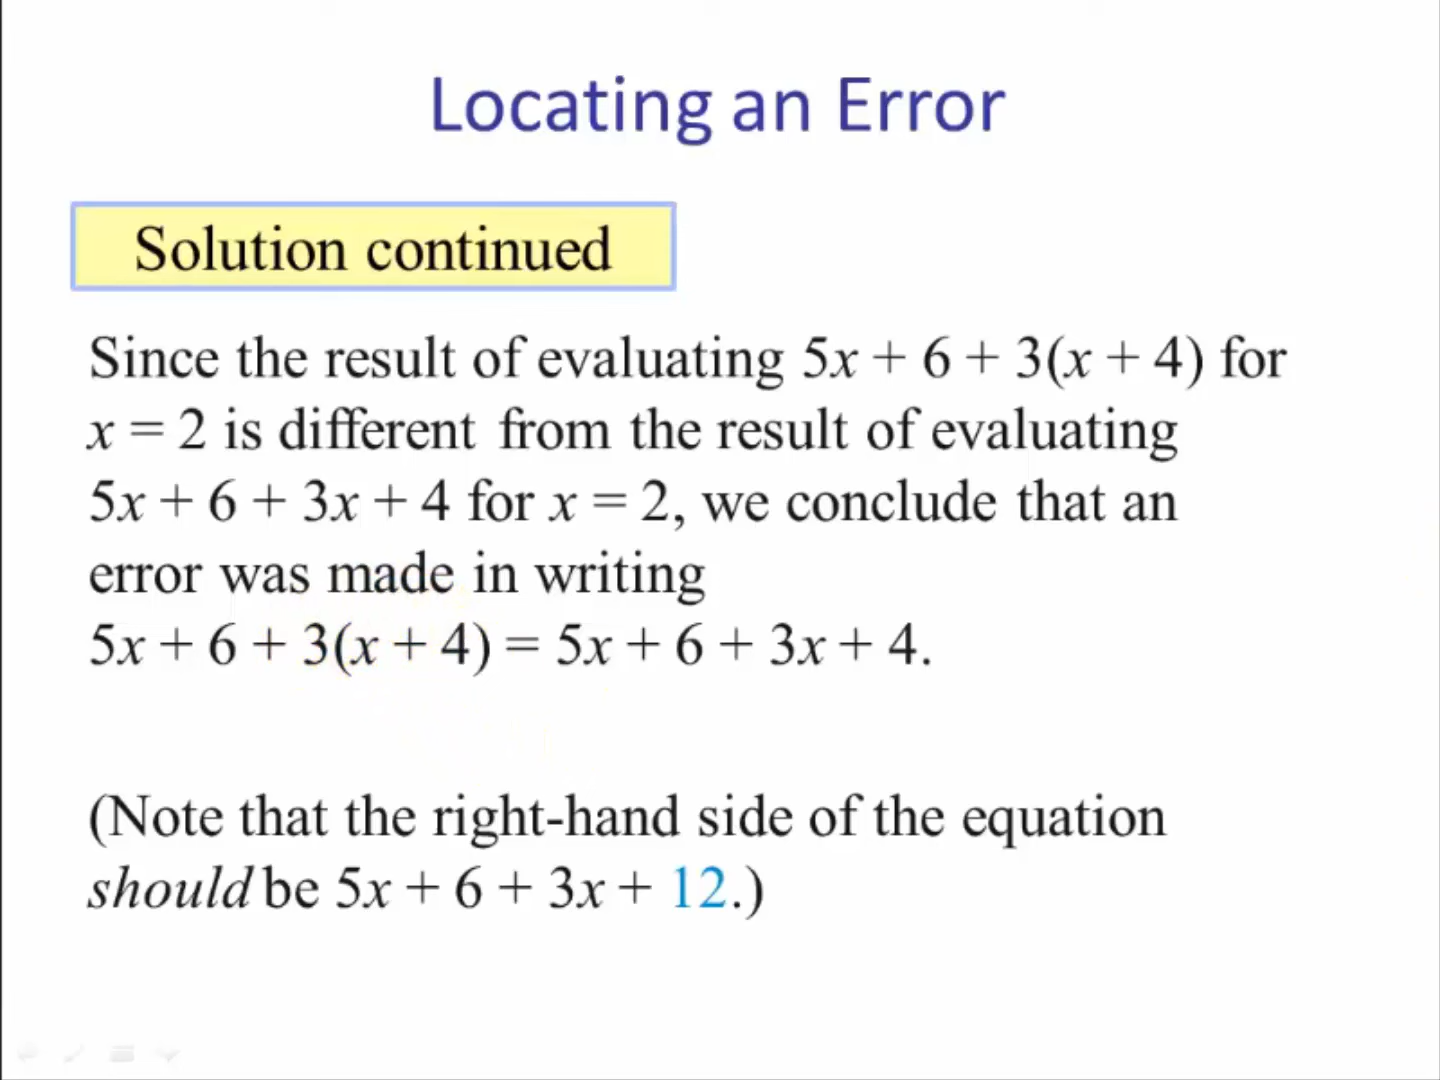 Locating an Error
Solution continued
Since the result of evaluating 5x + 6 + 3(x + 4) for
x = 2 is different from the result of evaluating
5x + 6 + 3x + 4 for x = 2, we conclude that an
error was made in writing
5x + 6 + 3(x + 4) = 5x + 6 + 3x + 4.
(Note that the right-hand side of the equation
should be 5x + 6 + 3x + 12.)